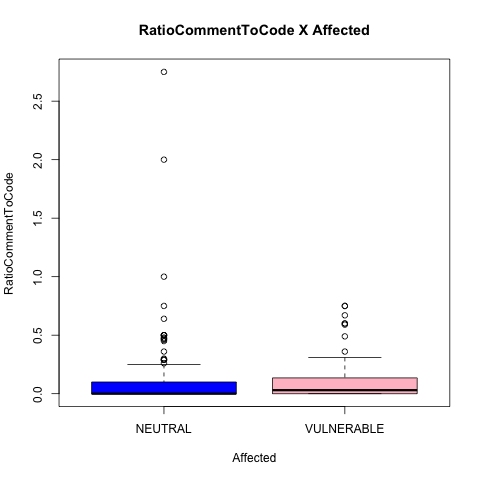 RatioCommentToCode X Affected
RatioCommentToCode
2.5
2.0
1.5
1.0
0.5
0.0
NEUTRAL VULNERABLE
Affected